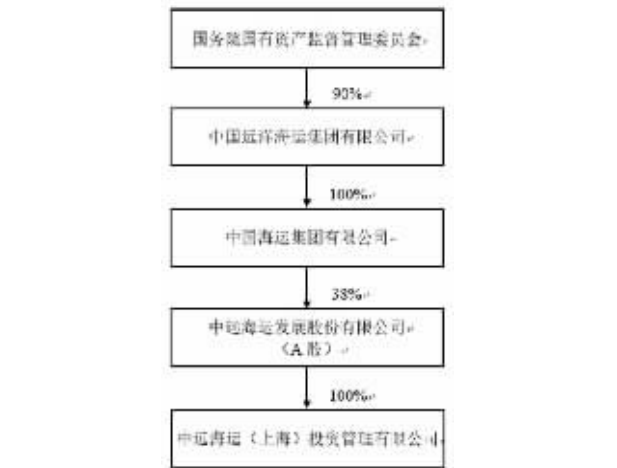 国务院国有资产监督管理委员会
90%
中国远洋海运集团有限公司
100%
中国海运集团有限公司
38%
中远海运发展股份有限公司
（A 股）
100%
中远海运（上海）投资管理有限公司